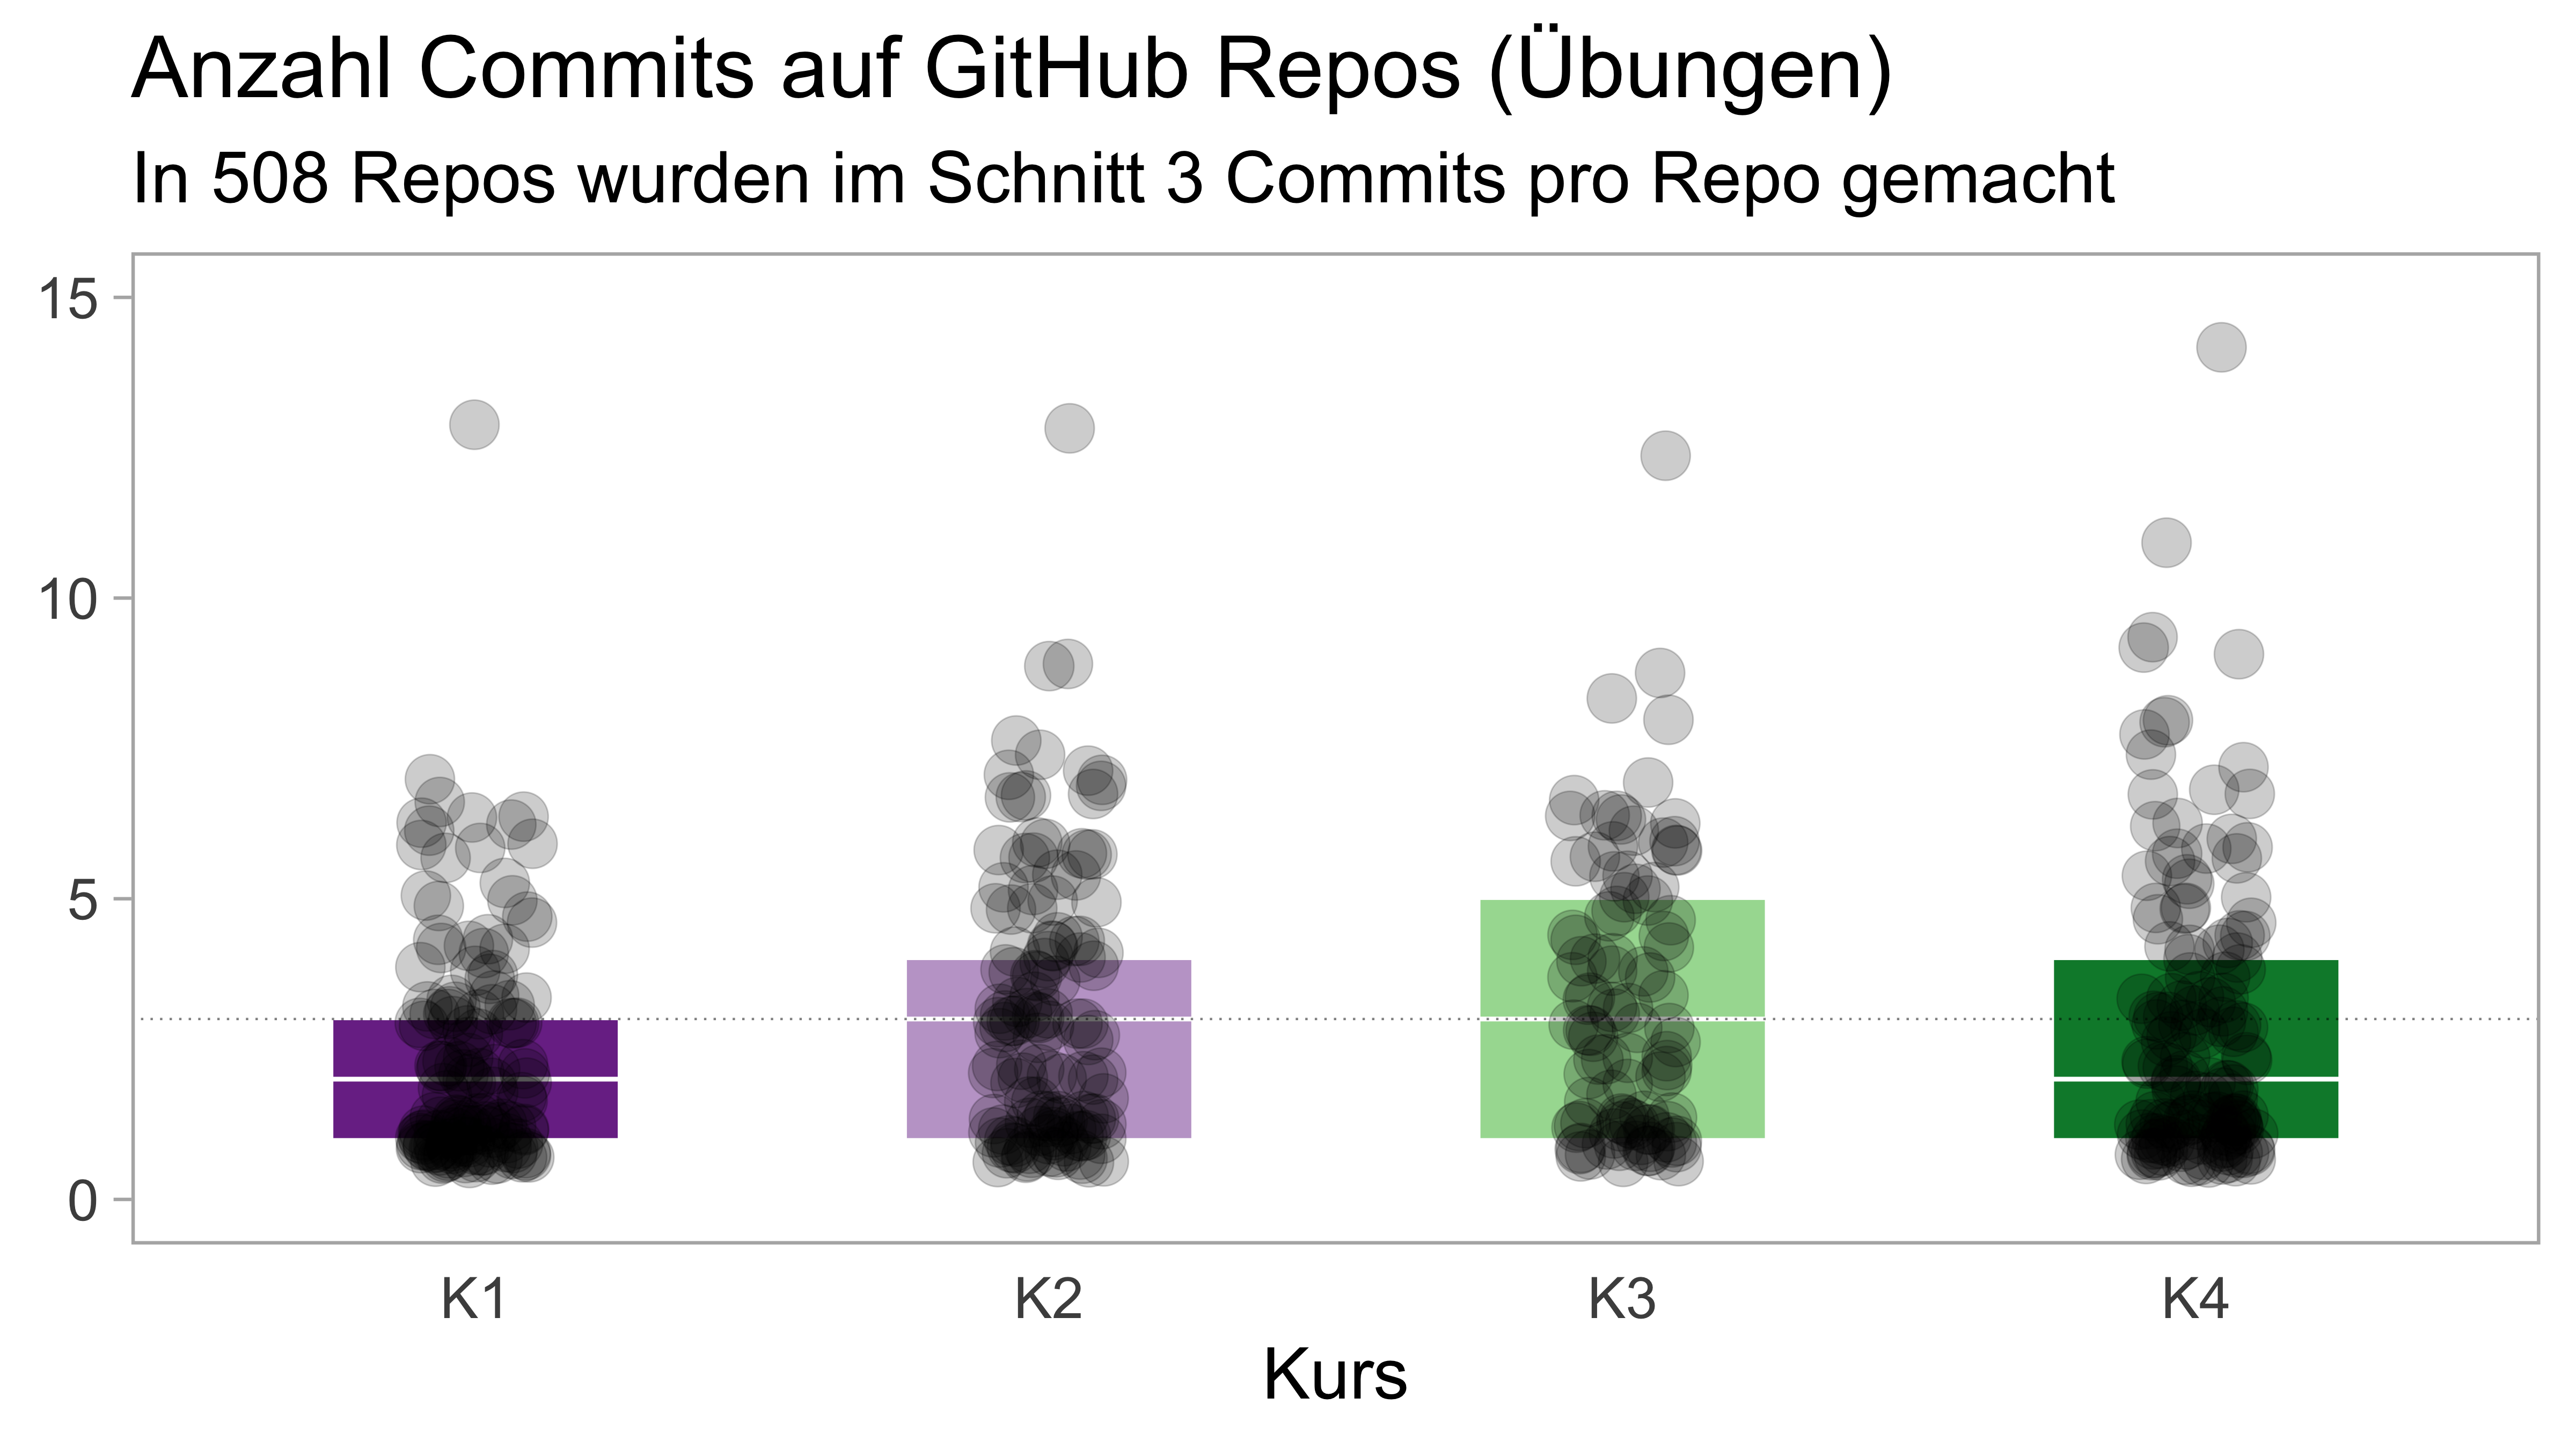 Anzahl Commits auf GitHub Repos (Übungen)
In 508 Repos wurden im Schnitt 3 Commits pro Repo gemacht
15
10
5
0
K1 K2 K3 K4
Kurs